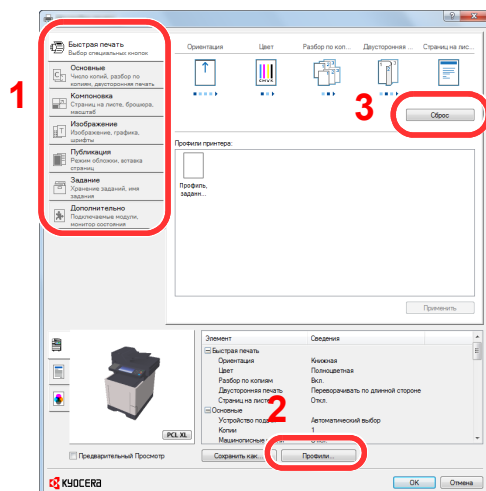 Быстрая печать
Выбор специальных кнопок
Основные
Число копий, разбор по
копиям, двусторонняя печать
Компоновка
Страниц на листе, брошюра,
масштаб
Изображение
Изображение, графика,
шрифты
Публикация
Режим обложки, вставка
страниц
Задание
Хранение заданий, имя
задания
Дополнительно
Подключаемые модули,
монитор состояния
1
Ориентация Цвет Разбор по коп... Двусторонняя ... Страниц на лис...
CMYK
3
Сброс
Профили принтера:
Профиль,
заданн...
Применить
Элемент Сведения
Быстрая печать
Ориентация Книжная
Цвет Полноцветная
Разбор по копиям Вкл.
Двусторонняя печать Переворачивать по длинной стороне
Страниц на листе Откл.
Основные
Устройство Автоматический выбор
Копии 1
Машинописные
2
PCL XL
Предварительный Просмотр
Сохранить как...
Профили...
KYOCERA
OK Отмена